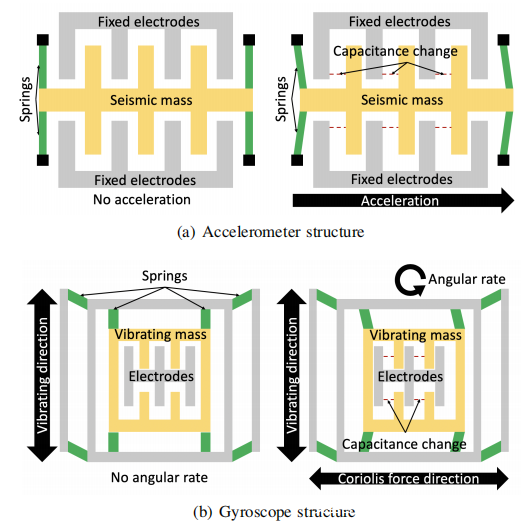 Fixed electrodes
Springs
Seismic mass
Fixed electrodes
No acceleration
Fixed electrodes
Capacitance change
Springs
Seismic mass
Fixed electrodes
Acceleration
(a) Accelerometer structure
Springs
Vibrating direction
Vibrating mass
Electrodes
No angular rate
Angular rate
Vibrating direction
Vibrating mass
Electrodes
Capacitance change
Coriolis force direction
(b) Gyroscope structure